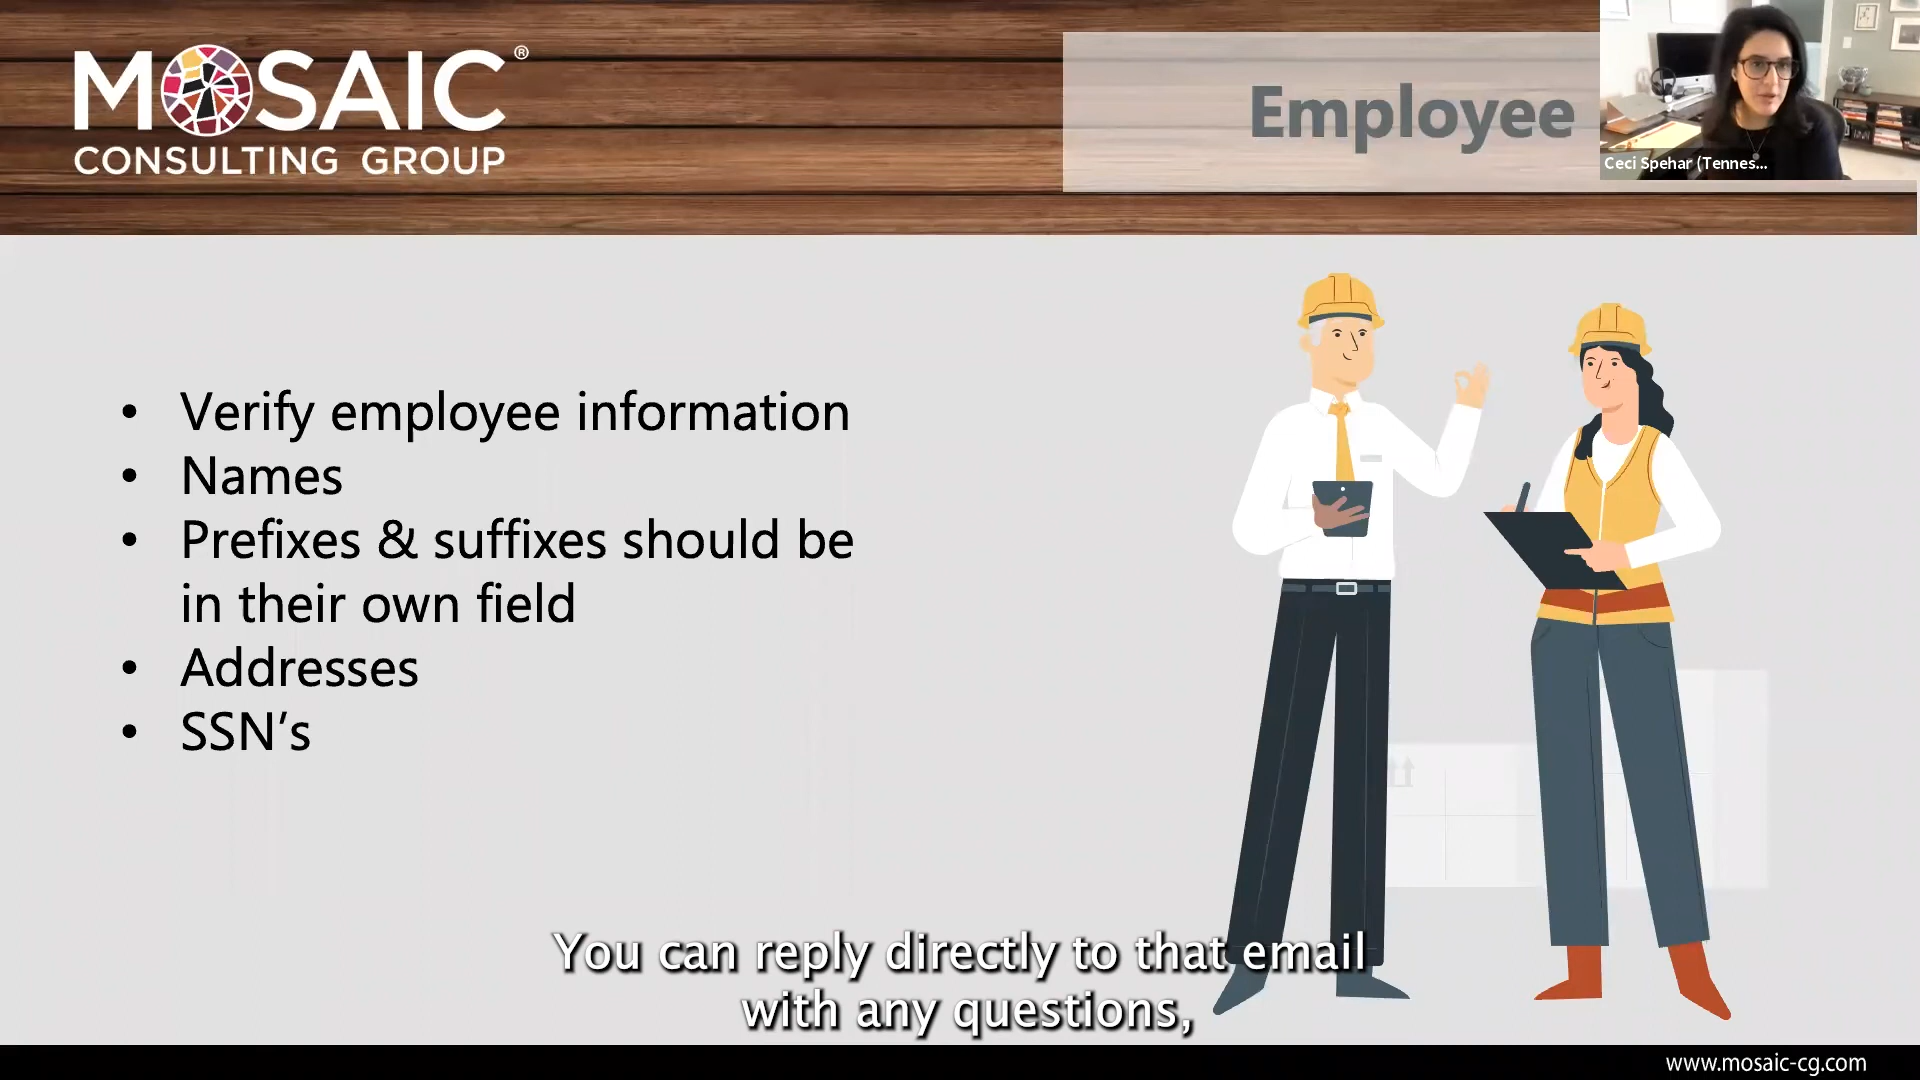 MOSAIC®
CONSULTING GROUP
Employee
Ceci Spehar (Tennes...
• Verify employee information
• Names
• Prefixes & suffixes should be
in their own field
• Addresses
• SSN’s
You can reply directly to that email
with any questions,
www.mosaic-cg.com